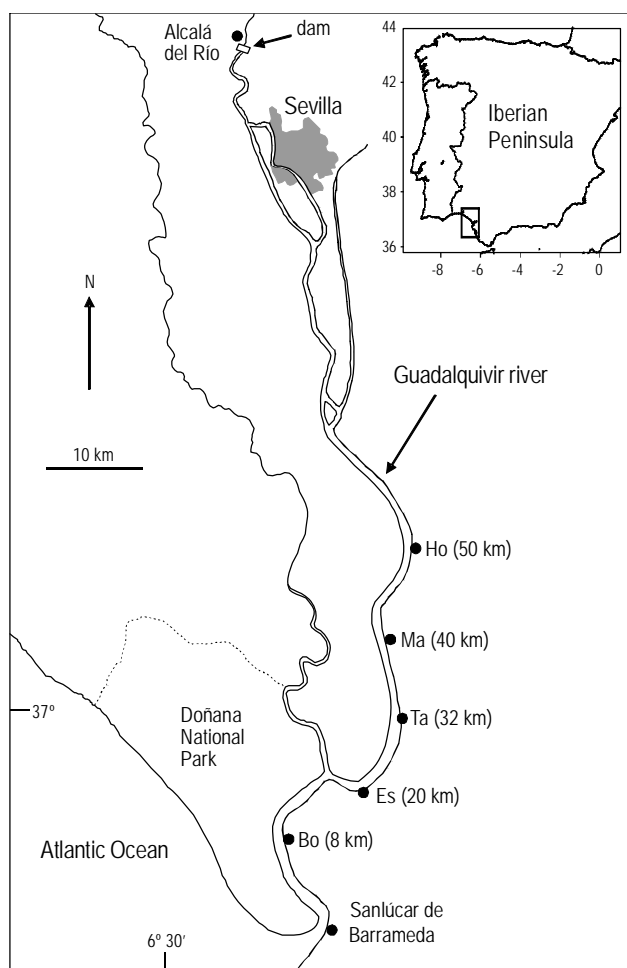 Alcalá
del Río
dam
Sevilla
44
42
40
38
36
Iberian
Peninsula
-8
-6
-4
-2
0
N
Guadalquivir river
10 km
Ho (50 km)
Ma (40 km)
37º
Ta (32 km)
Doñana
National
Park
Es (20 km)
Bo (8 km)
Atlantic Ocean
Sanlúcar de
Barrameda
6º 30’